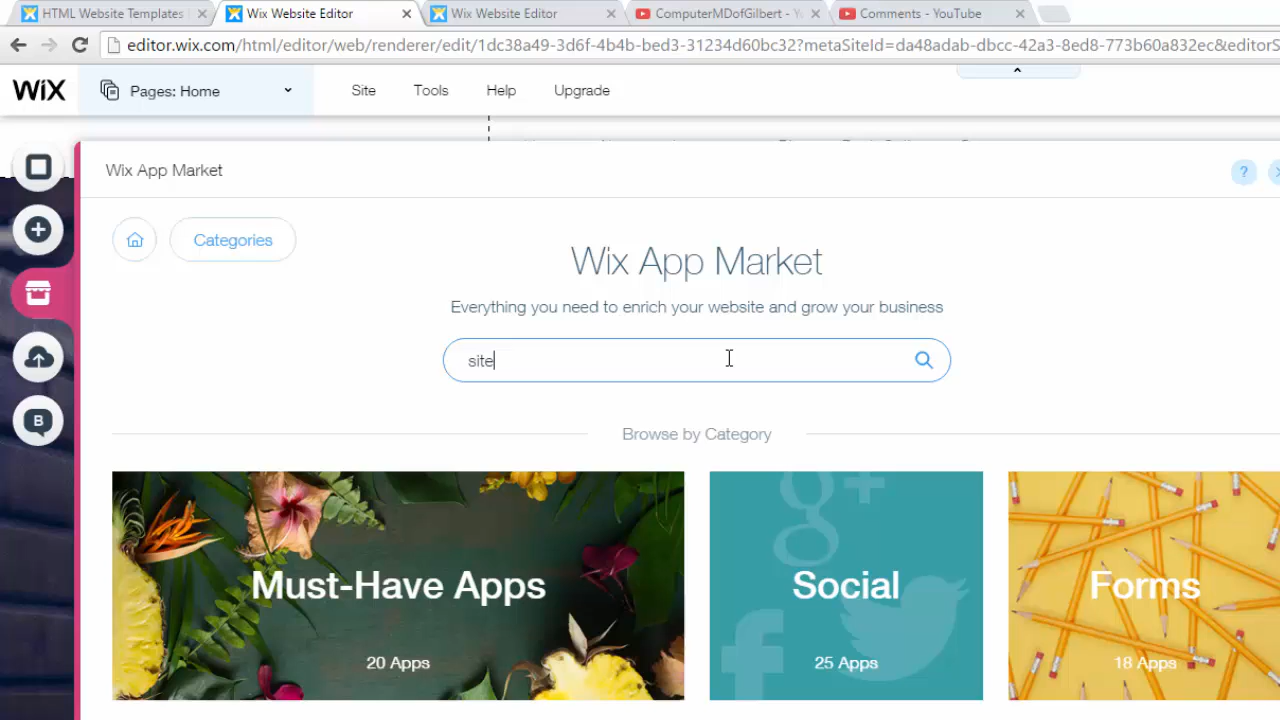 HTML Website Templates
Wix Website Editor
Wix Website Editor
ComputerMDofGilbert - Y
Comments - YouTube
editor.wix.com/html/editor/web/renderer/edit/1dc38a49-3d6f-4b4b-bed3-31234d60bc32?metaSiteId=da48adab-dbcc-42a3-8ed8-773b60a832ec&editorS
WiX
Pages: Home
Site
Tools
Help
Upgrade
Wix App Market
?
Categories
Wix App Market
Everything you need to enrich your website and grow your business
site
Browse by Category
B
g+
Must-Have Apps
Social
Forms
20 Apps
25 Apps
18 Apps